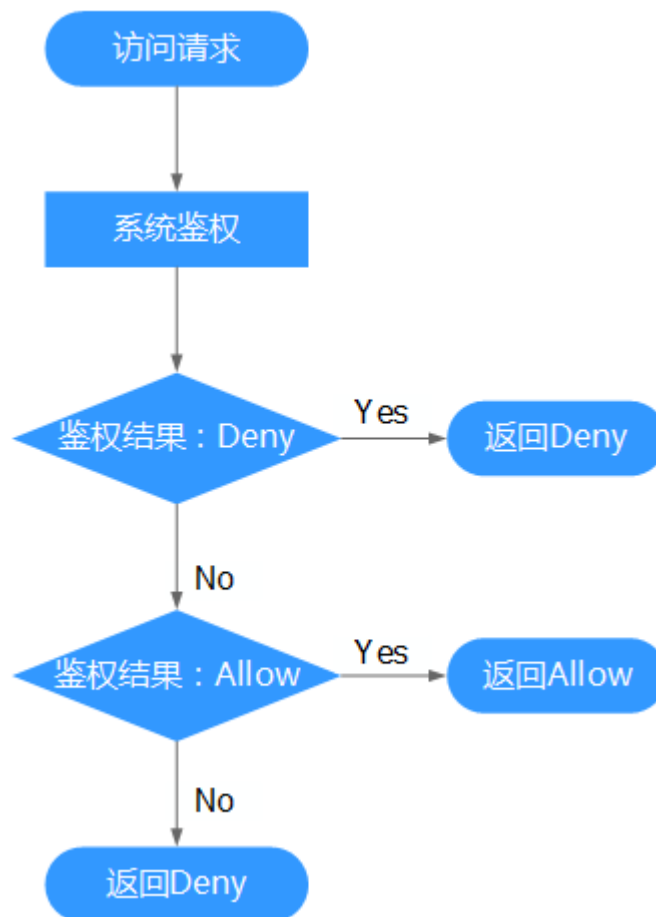 访问请求
系统鉴权
鉴权结果：Deny
Yes
返回Deny
No
鉴权结果：Allow
Yes
返回Allow
No
返回Deny